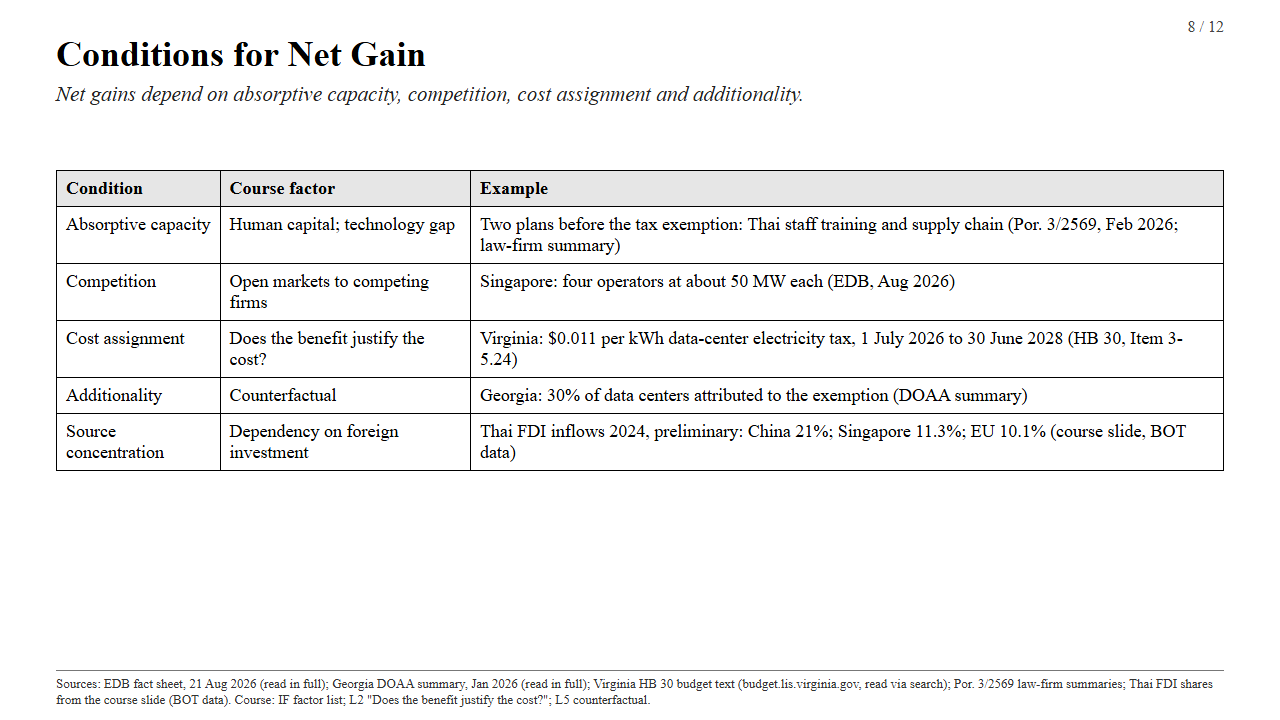 8 / 12
Conditions for Net Gain
Net gains depend on absorptive capacity, competition, cost assignment and additionality.
Condition Course factor Example
Absorptive capacity Human capital; technology gap Two plans before the tax exemption: Thai staff training and supply chain (Por. 3/2569, Feb 2026;
law-firm summary)
Competition Open markets to competing Singapore: four operators at about 50 MW each (EDB, Aug 2026)
firms
Cost assignment Does the benefit justify the Virginia: $0.011 per kWh data-center electricity tax, 1 July 2026 to 30 June 2028 (HB 30, Item 3-
cost? 5.24)
Additionality Counterfactual Georgia: 30% of data centers attributed to the exemption (DOAA summary)
Source Dependency on foreign Thai FDI inflows 2024, preliminary: China 21%; Singapore 11.3%; EU 10.1% (course slide, BOT
concentration investment data)
Sources: EDB fact sheet, 21 Aug 2026 (read in full); Georgia DOAA summary, Jan 2026 (read in full); Virginia HB 30 budget text (budget.lis.virginia.gov, read via search); Por. 3/2569 law-firm summaries; Thai FDI shares
from the course slide (BOT data). Course: IF factor list; L2 "Does the benefit justify the cost?"; L5 counterfactual.